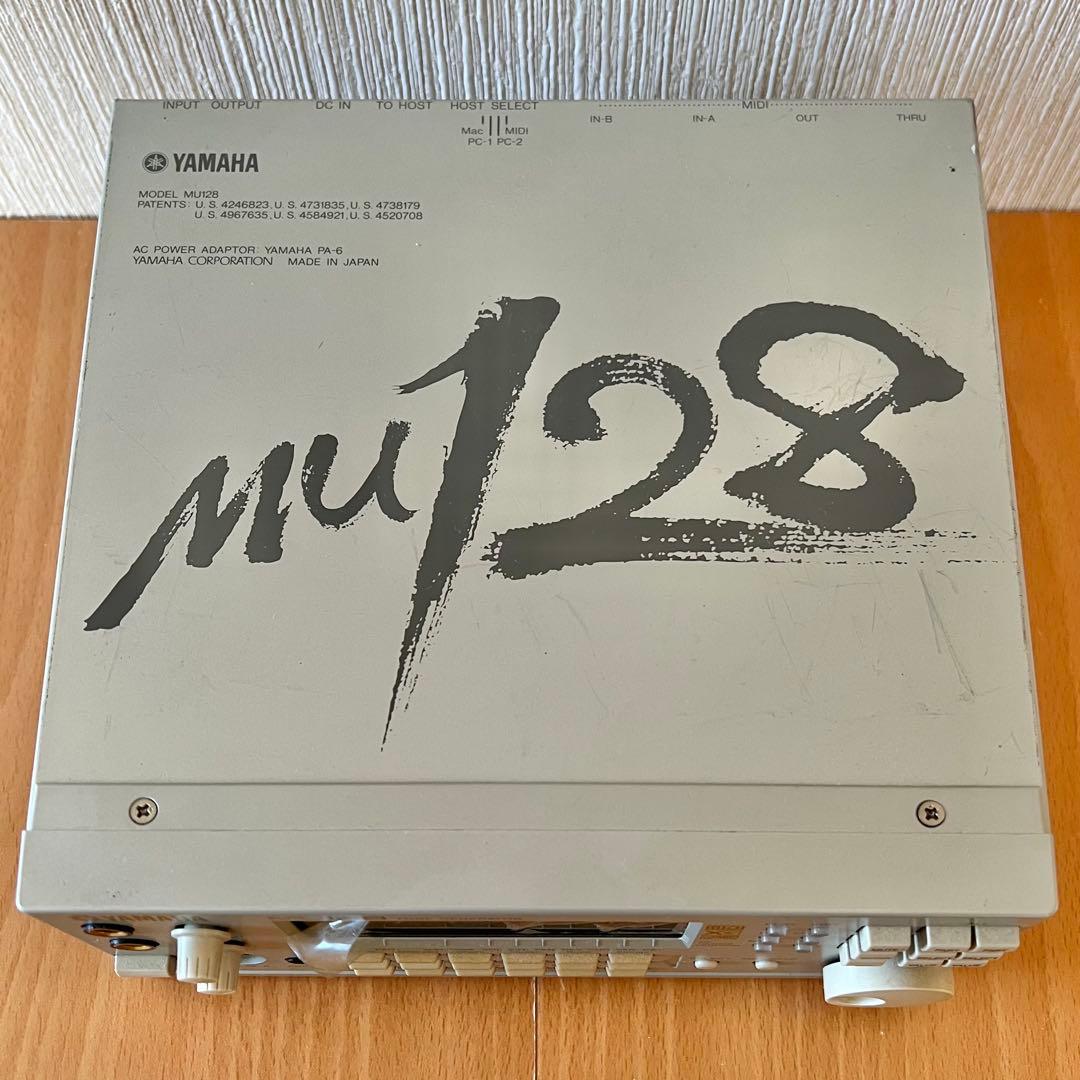 INPUT OUTPUT DC IN TO HOST HOST SELECT MIDI
Mac MIDI IN-B IN-A OUT THRU
PC-1 PC-2
YAMAHA
MODEL MU128
PATENTS: U. S. 4246823, U. S. 4731835, U. S. 4738179
U. S. 4967635, U. S. 4584921, U. S. 4520708
AC POWER ADAPTOR: YAMAHA PA-6
YAMAHA CORPORATION MADE IN JAPAN
MU128
YAMAHA